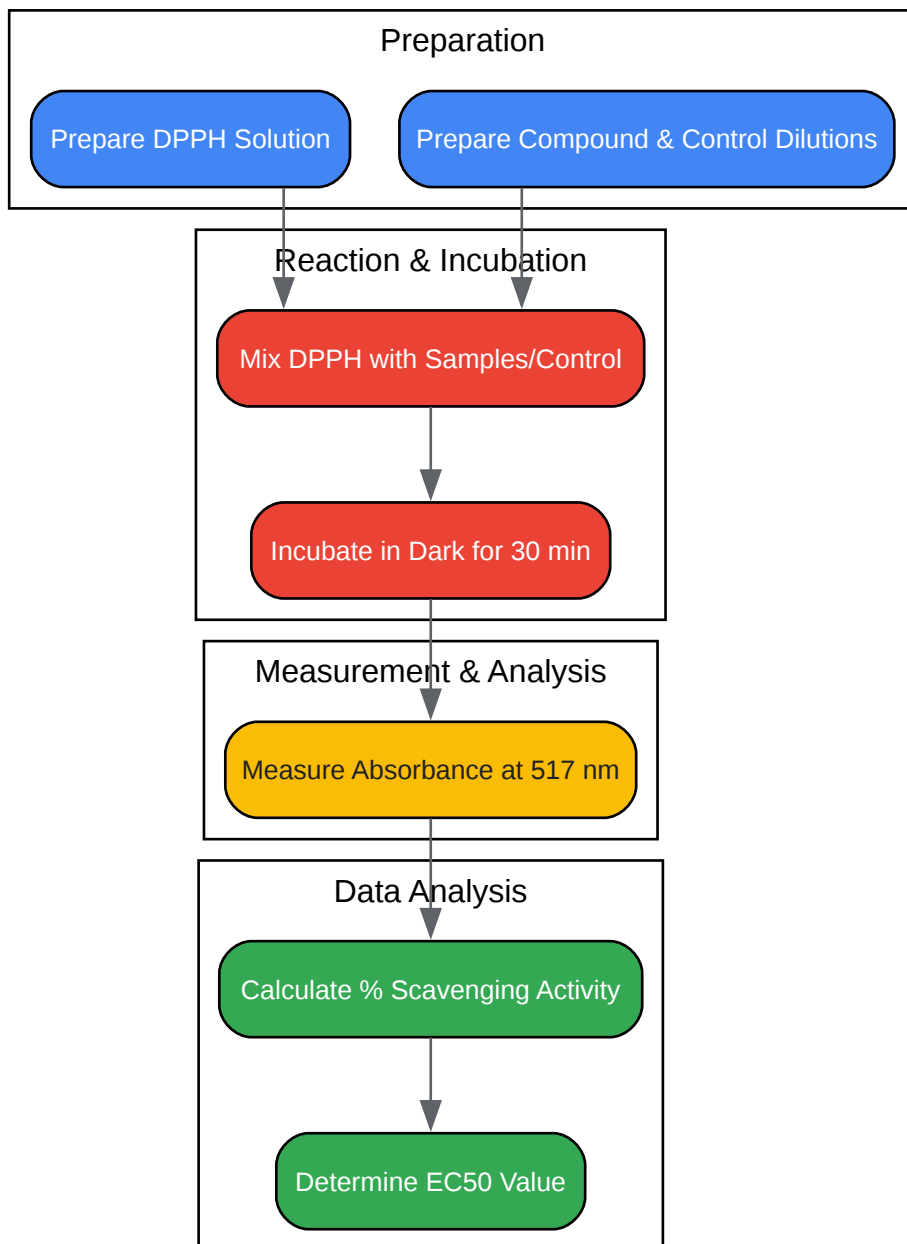 Preparation
Prepare DPPH Solution
Prepare Compound & Control Dilutions
Reaction & Incubation
Mix DPPH with Samples/Control
Incubate in Dark for 30 min
Measurement & Analysis
Measure Absorbance at 517 nm
Data Analysis
Calculate % Scavenging Activity
Determine EC50 Value